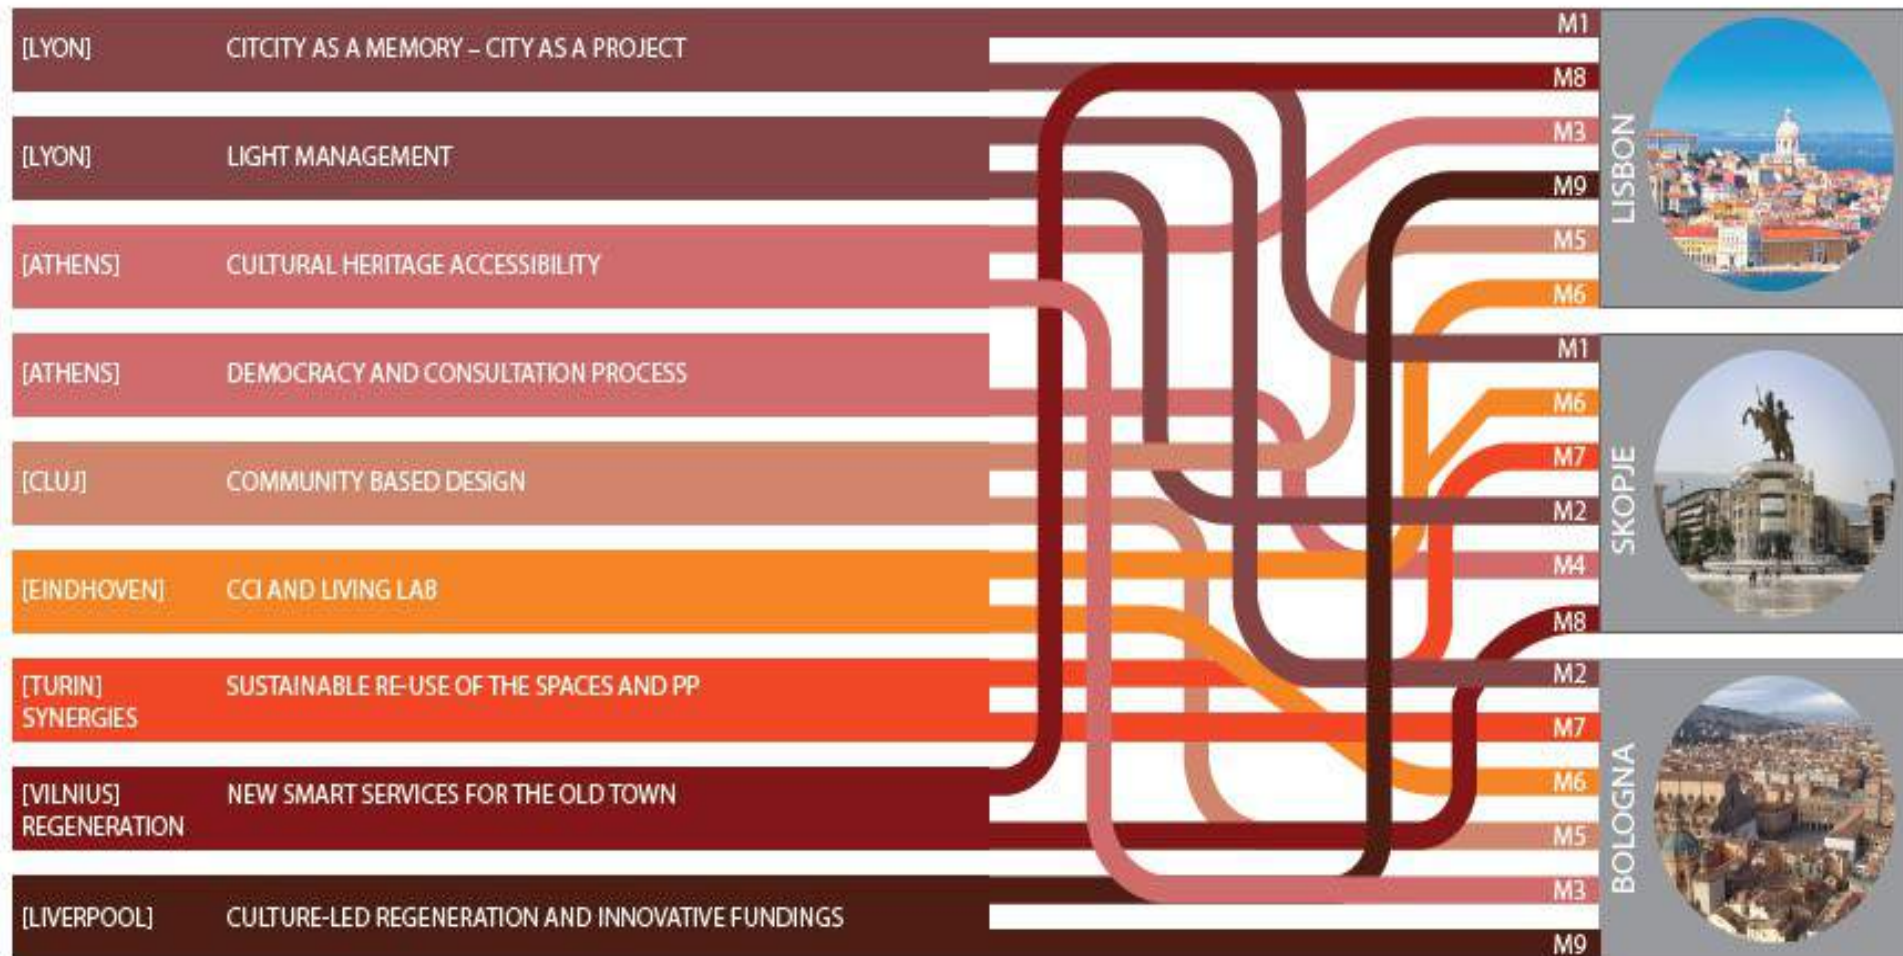 [LYON] CITCITY AS A MEMORY – CITY AS A PROJECT
[LYON] LIGHT MANAGEMENT
[ATHENS] CULTURAL HERITAGE ACCESSIBILITY
[ATHENS] DEMOCRACY AND CONSULTATION PROCESS
[CLUJ] COMMUNITY BASED DESIGN
[EINDHOVEN] CCI AND LIVING LAB
[TURIN] SUSTAINABLE RE-USE OF THE SPACES AND PP
SYNERGIES
[VILNIUS] NEW SMART SERVICES FOR THE OLD TOWN
REGENERATION
[LIVERPOOL] CULTURE-LED REGENERATION AND INNOVATIVE FUNDINGS
M1
M8
M3
M9
M5
M6
LISBON
M1
M6
M7
M2
M4
M8
SKOPJE
M2
M7
M6
M5
M3
M9
BOLOGNA